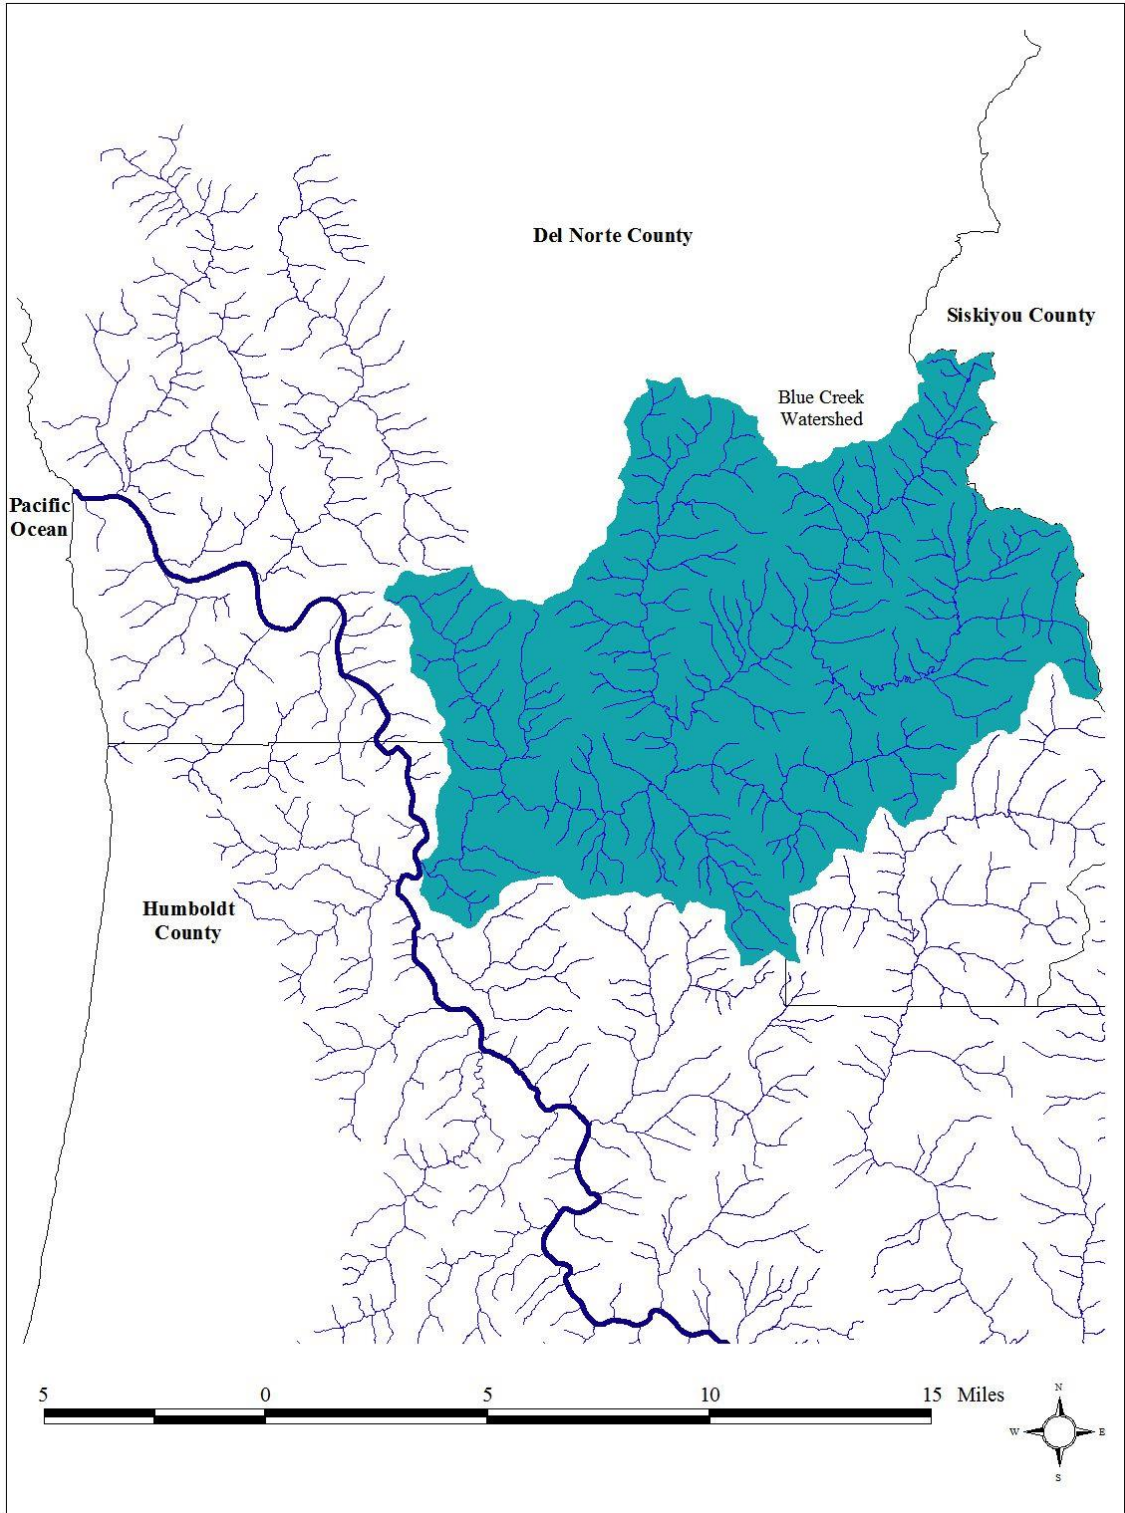 Del Norte County
Siskiyou County
Blue Creek
Watershed
Pacific
Ocean
Humboldt
County
5 0 5 10 15 Miles
N
W E
S